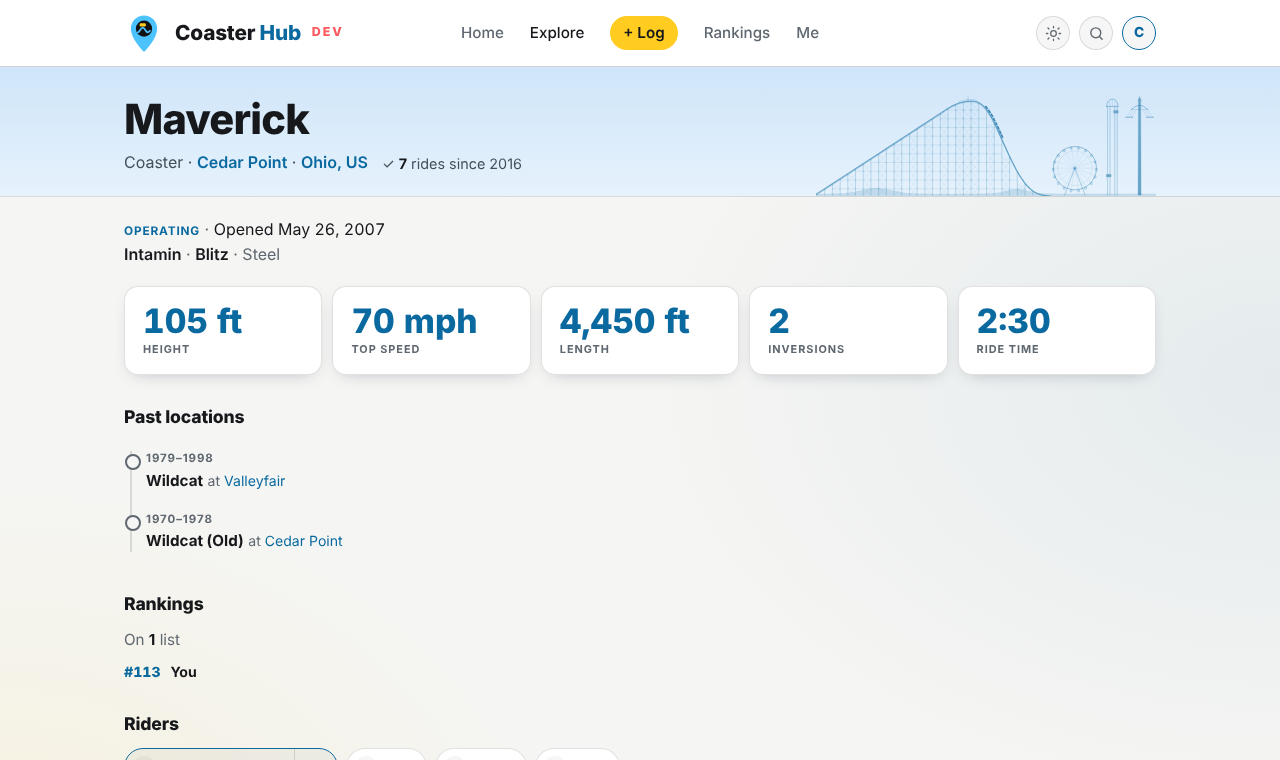 Coaster Hub DEV
Home
Explore
+ Log
Rankings
Me
C
Maverick
Coaster · Cedar Point · Ohio, US ✓ 7 rides since 2016
OPERATING · Opened May 26, 2007
Intamin · Blitz · Steel
105 ft
HEIGHT
70 mph
TOP SPEED
4,450 ft
LENGTH
2
INVERSIONS
2:30
RIDE TIME
Past locations
1979–1998
Wildcat at Valleyfair
1970–1978
Wildcat (Old) at Cedar Point
Rankings
On 1 list
#113 You
Riders